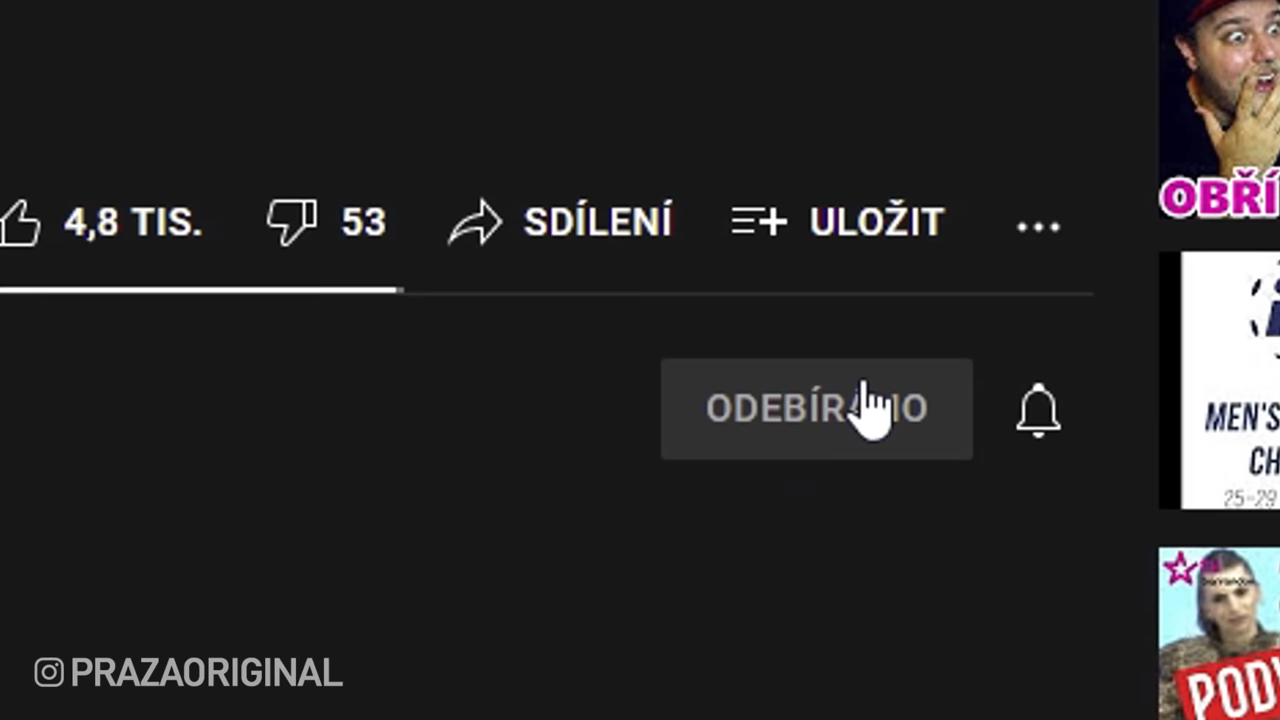 4,8 TIS. 53 SDÍLENÍ ULOŽIT
OBŘÍ
MEN'S
CH
25-29
PRAZAORIGINAL